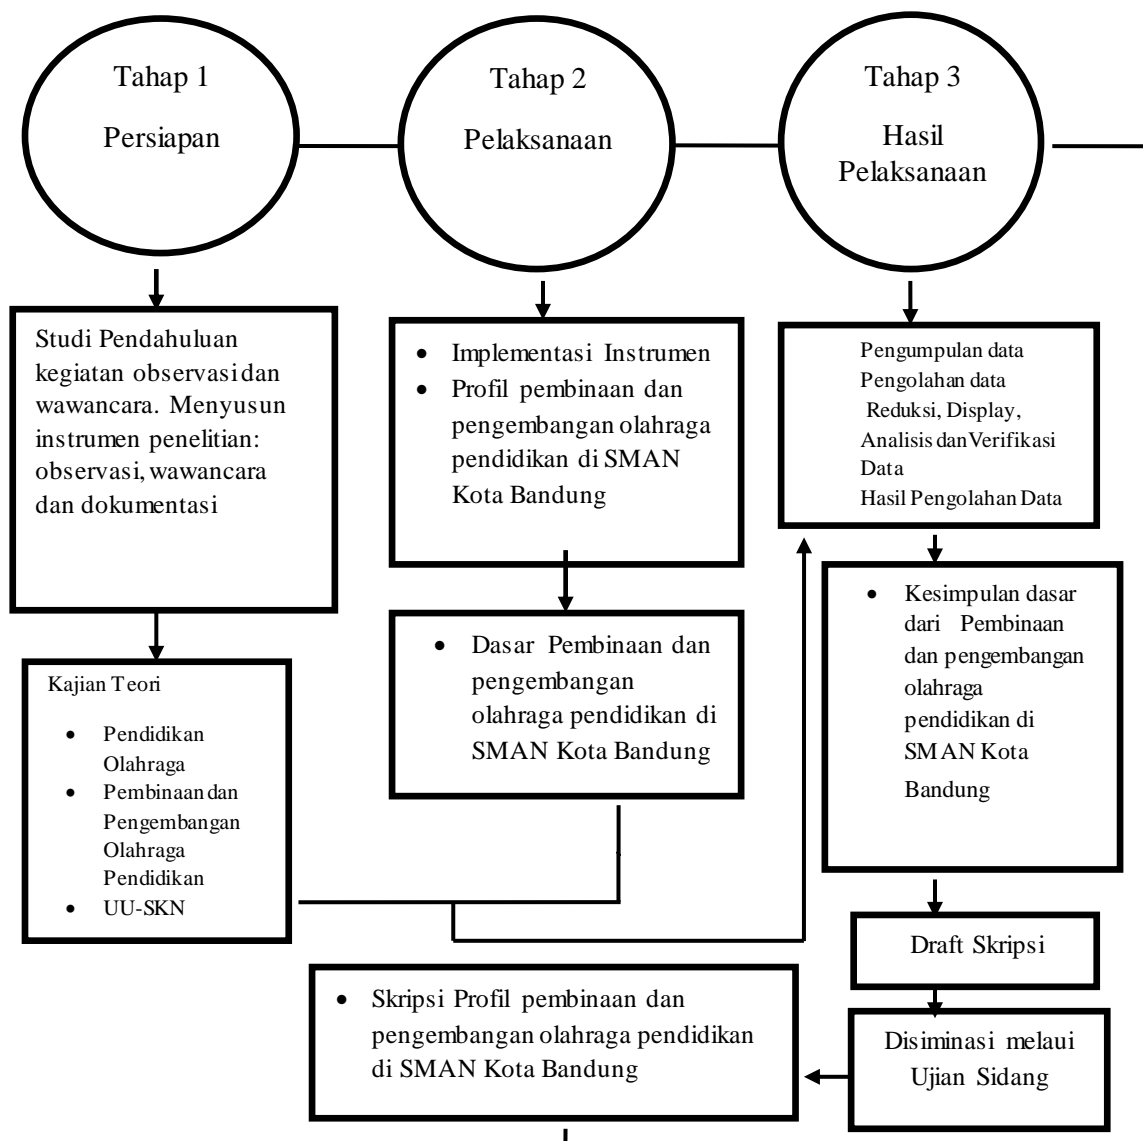 Tahap 1
Persiapan
Studi Pendahuluan
kegiatan observasi dan
wawancara. Menyusun
instrumen penelitian:
observasi, wawancara
dan dokumentasi
Kajian Teori
• Pendidikan
Olahraga
• Pembinaan dan
Pengembangan
Olahraga
Pendidikan
• UU-SKN
Tahap 2
Pelaksanaan
• Implementasi Instrumen
• Profil pembinaan dan
pengembangan olahraga
pendidikan di SMAN
Kota Bandung
• Dasar Pembinaan dan
pengembangan
olahraga pendidikan di
SMAN Kota Bandung
Tahap 3
Hasil
Pelaksanaan
Pengumpulan data
Pengolahan data
Reduksi, Display,
Analisis dan Verifikasi
Data
Hasil Pengolahan Data
• Kesimpulan dasar
dari Pembinaan
dan pengembangan
olahraga
pendidikan di
SMAN Kota
Bandung
Draft Skripsi
Disiminasi melaui
Ujian Sidang
• Skripsi Profil pembinaan dan
pengembangan olahraga pendidikan
di SMAN Kota Bandung